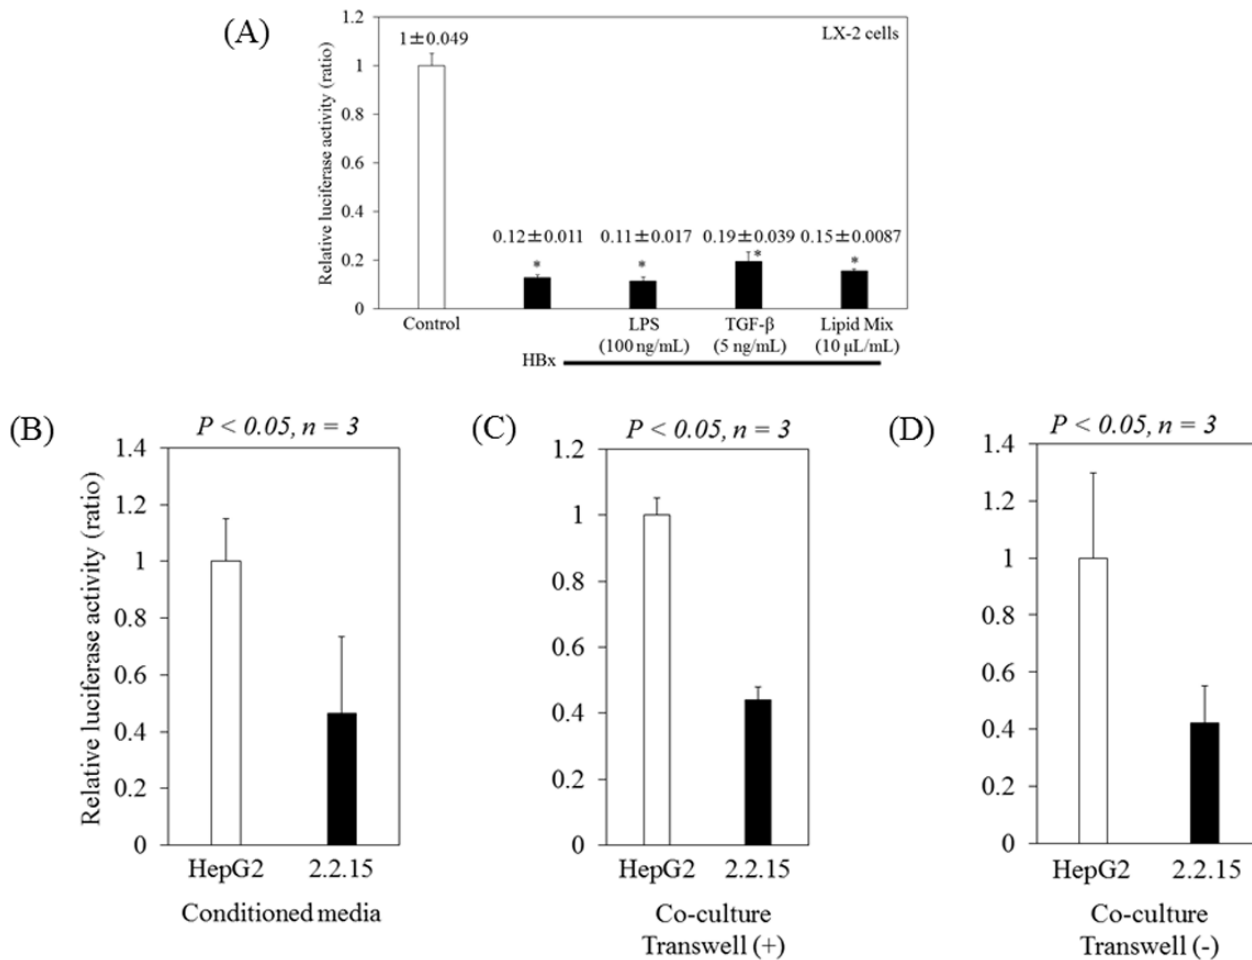 (A)
LX-2 cells
Relative luciferase activity (ratio)
1.2
1
0.8
0.6
0.4
0.2
0
1±0.049
0.12±0.011
0.11±0.017
0.19±0.039
0.15±0.0087
*
*
*
*
Control
LPS
(100 ng/mL)
TGF-β
(5 ng/mL)
Lipid Mix
(10 μL/mL)
HBx
(B)
P < 0.05, n = 3
Relative luciferase activity (ratio)
1.4
1.2
1
0.8
0.6
0.4
0.2
0
HepG2
2.2.15
Conditioned media
(C)
P < 0.05, n = 3
1.2
1
0.8
0.6
0.4
0.2
0
HepG2
2.2.15
Co-culture
Transwell (+)
(D)
P < 0.05, n = 3
1.4
1.2
1
0.8
0.6
0.4
0.2
0
HepG2
2.2.15
Co-culture
Transwell (-)